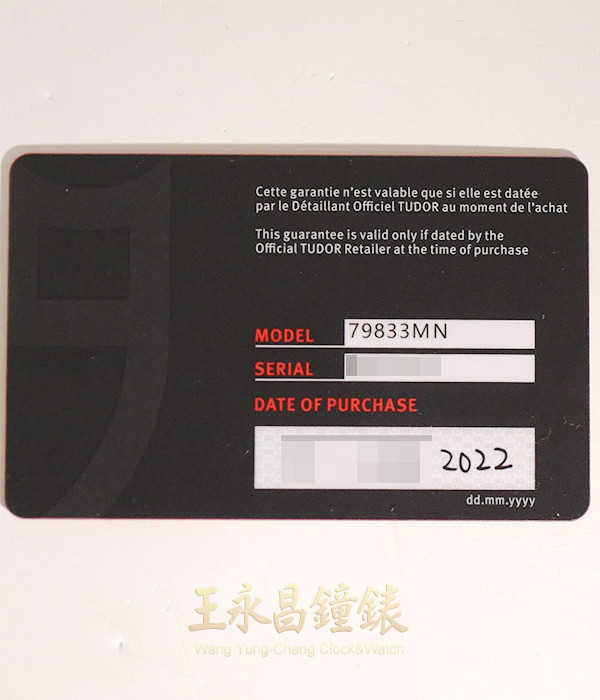 Cette garantie n'est valable que si elle est datée
par le Détaillant Officiel TUDOR au moment de l'achat
This guarantee is valid only if dated by the
Official TUDOR Retailer at the time of purchase
MODEL 79833MN
SERIAL
DATE OF PURCHASE
2022
dd.mm.yyyy
王永昌鐘錶
Wang Yung-Chang Clock&Watch